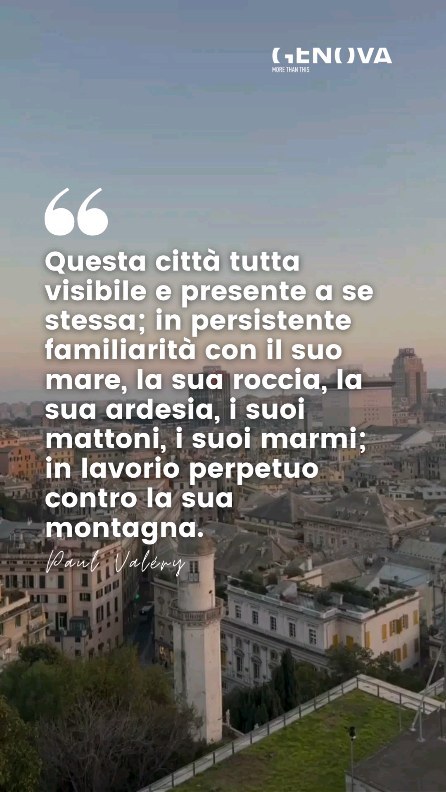 GENOVA
MORE THAN THIS
“
Questa città tutta
visibile e presente a se
stessa; in persistente
familiarità con il suo
mare, la sua roccia, la
sua ardesia, i suoi
mattoni, i suoi marmi;
in lavorio perpetuo
contro la sua
montagna.
Paul Valéry